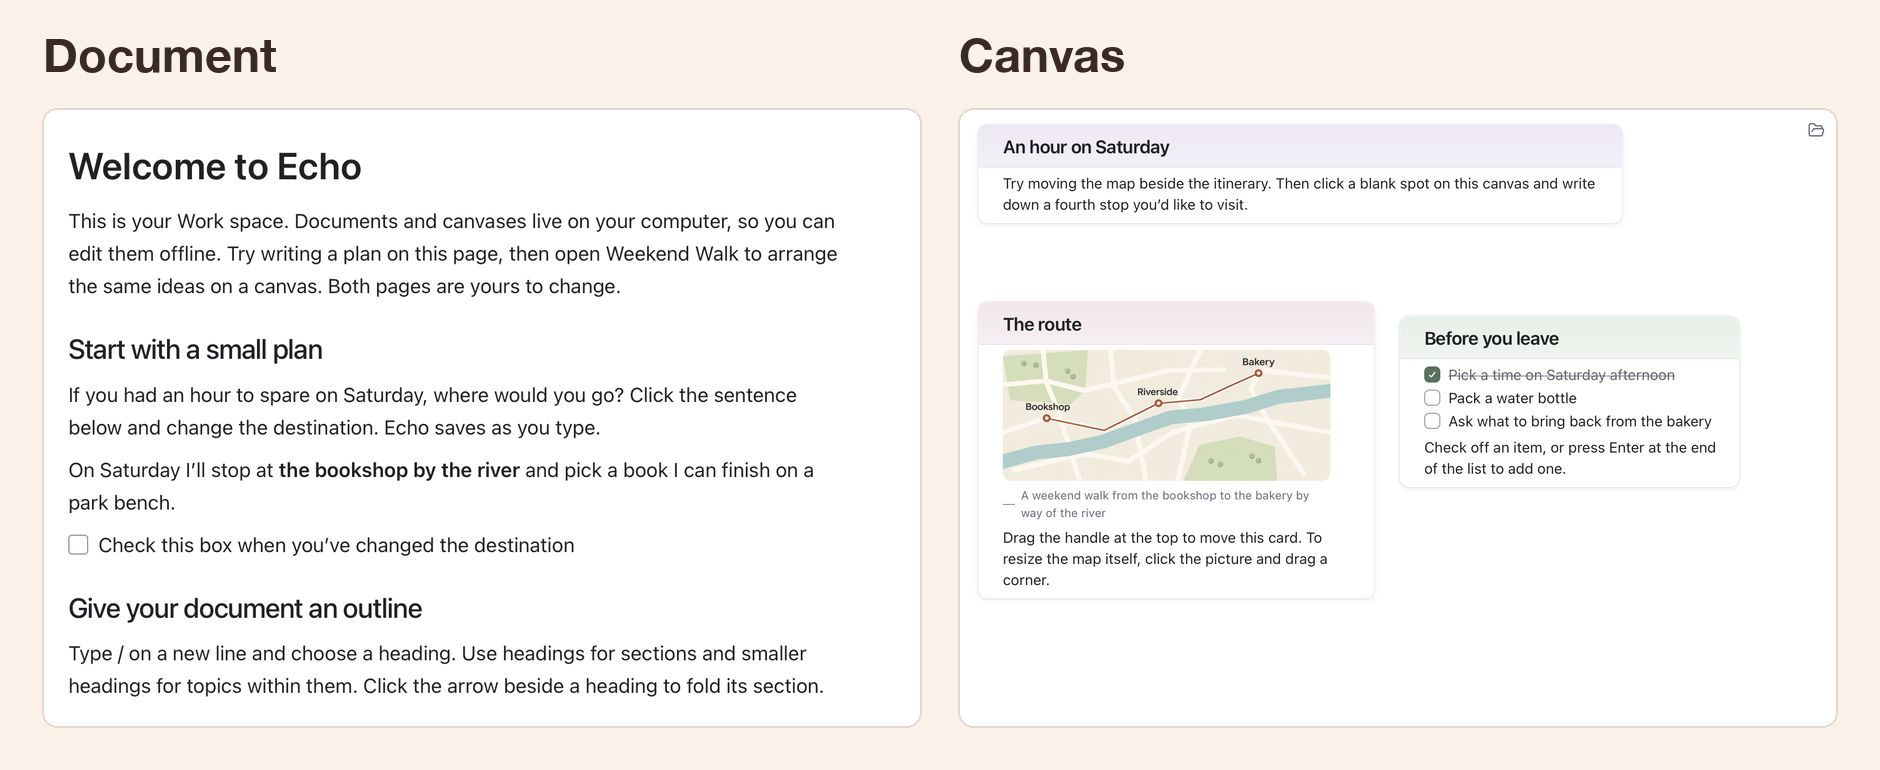 Document
Welcome to Echo
This is your Work space. Documents and canvases live on your computer, so you can
edit them offline. Try writing a plan on this page, then open Weekend Walk to arrange
the same ideas on a canvas. Both pages are yours to change.
Start with a small plan
If you had an hour to spare on Saturday, where would you go? Click the sentence
below and change the destination. Echo saves as you type.
On Saturday I’ll stop at the bookshop by the river and pick a book I can finish on a
park bench.
Check this box when you’ve changed the destination
Give your document an outline
Type / on a new line and choose a heading. Use headings for sections and smaller
headings for topics within them. Click the arrow beside a heading to fold its section.
Canvas
An hour on Saturday
Try moving the map beside the itinerary. Then click a blank spot on this canvas and write
down a fourth stop you’d like to visit.
The route
Bakery
Riverside
Bookshop
A weekend walk from the bookshop to the bakery by
way of the river
Drag the handle at the top to move this card. To
resize the map itself, click the picture and drag a
corner.
Before you leave
Pick a time on Saturday afternoon
Pack a water bottle
Ask what to bring back from the bakery
Check off an item, or press Enter at the end
of the list to add one.